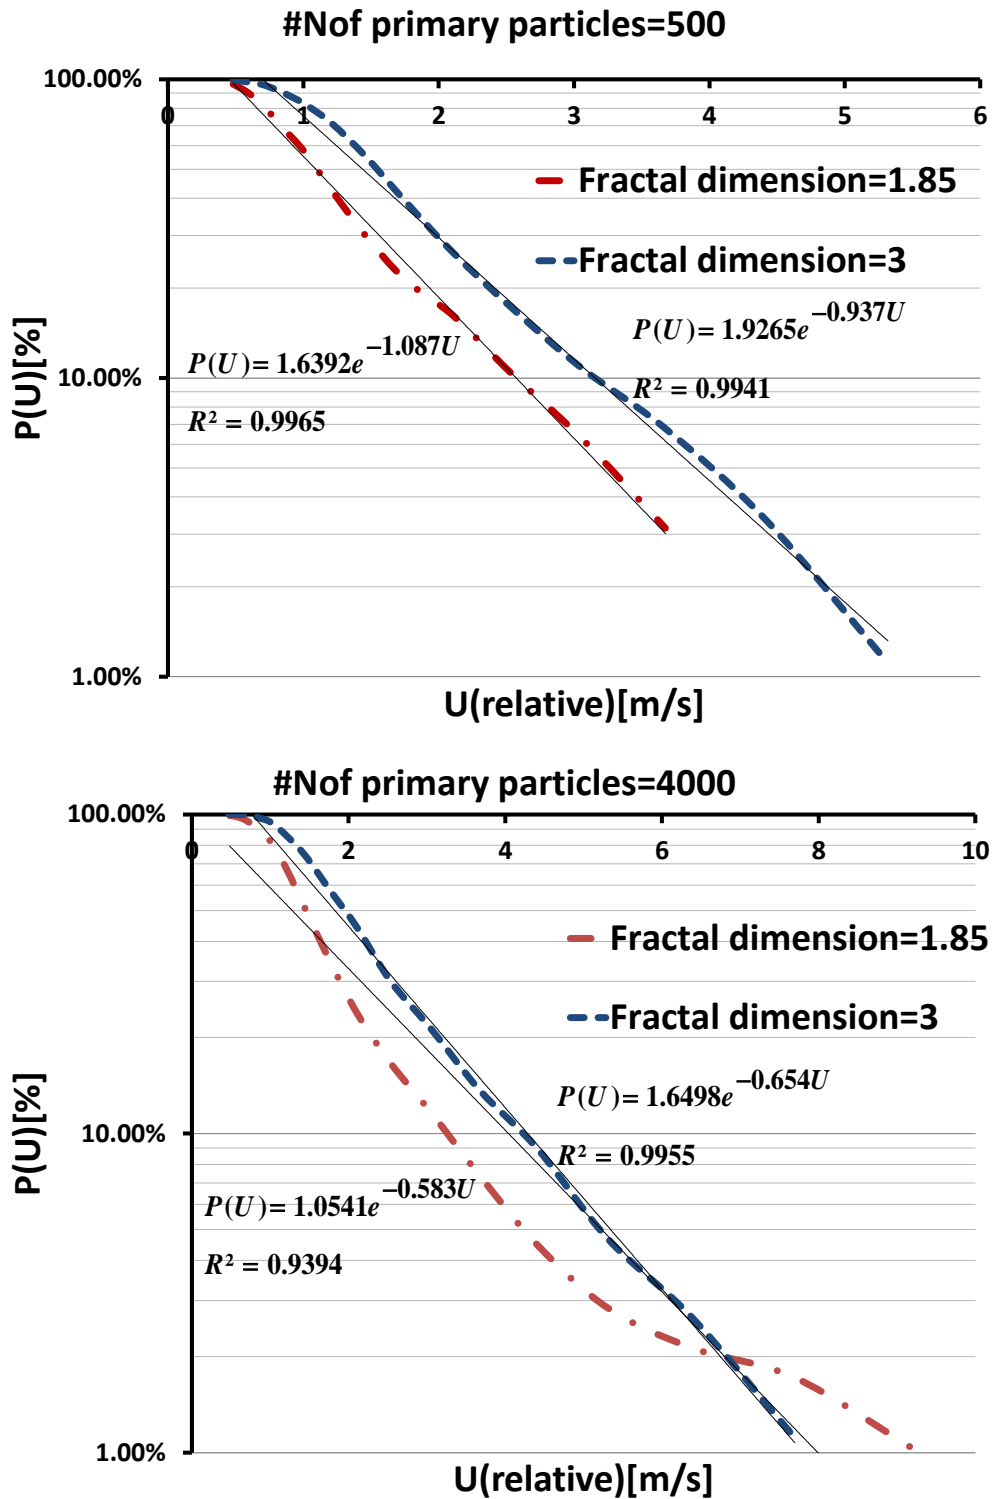 #Nof primary particles=500
100.00%
0 1 2 3 4 5 6
Fractal dimension=1.85
Fractal dimension=3
P(U)=1.9265e^−0.937U
P(U)=1.6392e^−1.087U
10.00%
R² = 0.9941
R² = 0.9965
P(U)[%]
1.00%
U(relative)[m/s]
#Nof primary particles=4000
100.00%
0 2 4 6 8 10
Fractal dimension=1.85
Fractal dimension=3
P(U)=1.6498e^−0.654U
10.00%
R² = 0.9955
P(U)[%]
P(U)=1.0541e^−0.583U
R² = 0.9394
1.00%
U(relative)[m/s]